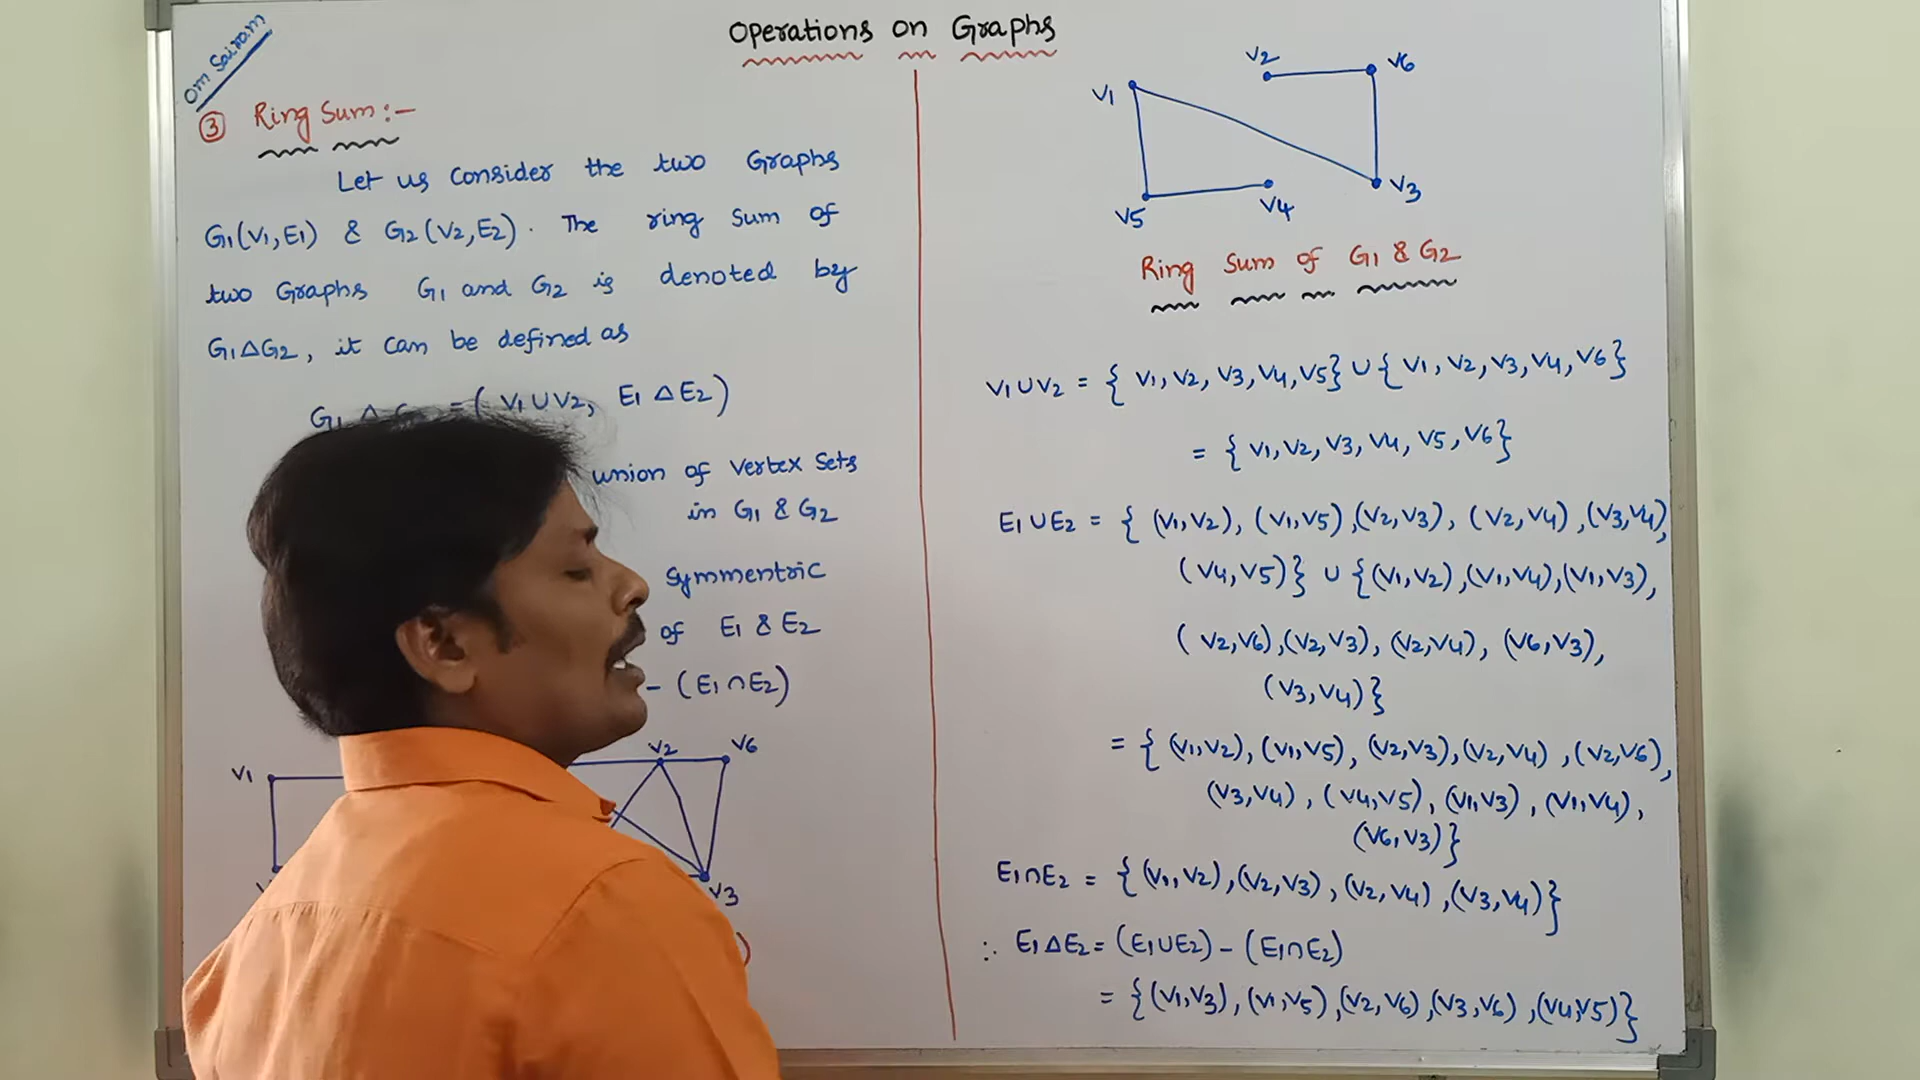 Om Sairam
Operations on Graphs
③ Ring Sum:-
Let us consider the two Graphs
G1(V1,E1) & G2(V2,E2). The ring sum of
two Graphs G1 and G2 is denoted by
G1ΔG2, it can be defined as
G1 Δ G = (V1UV2, E1 Δ E2)
union of vertex sets
in G1 & G2
symmentric
of E1 & E2
- (E1∩E2)
V1
V2 V6
V3
V2 V6
V1
V5 V4 V3
Ring Sum of G1 & G2
V1UV2 = { V1, V2, V3, V4, V5} U { V1, V2, V3, V4, V6}
= { V1, V2, V3, V4, V5, V6}
E1UE2 = { (V1,V2), (V1,V5), (V2,V3), (V2,V4), (V3,V4),
(V4,V5)} U {(V1,V2), (V1,V4), (V1,V3),
(V2,V6), (V2,V3), (V2,V4), (V6,V3),
(V3,V4)}
= { (V1,V2), (V1,V5), (V2,V3), (V2,V4), (V2,V6),
(V3,V4), (V4,V5), (V1,V3), (V1,V4),
(V6,V3)}
E1∩E2 = { (V1,V2), (V2,V3), (V2,V4), (V3,V4)}
∴ E1ΔE2 = (E1UE2) - (E1∩E2)
= {(V1,V3), (V1,V5), (V2,V6), (V3,V6), (V4,V5)}